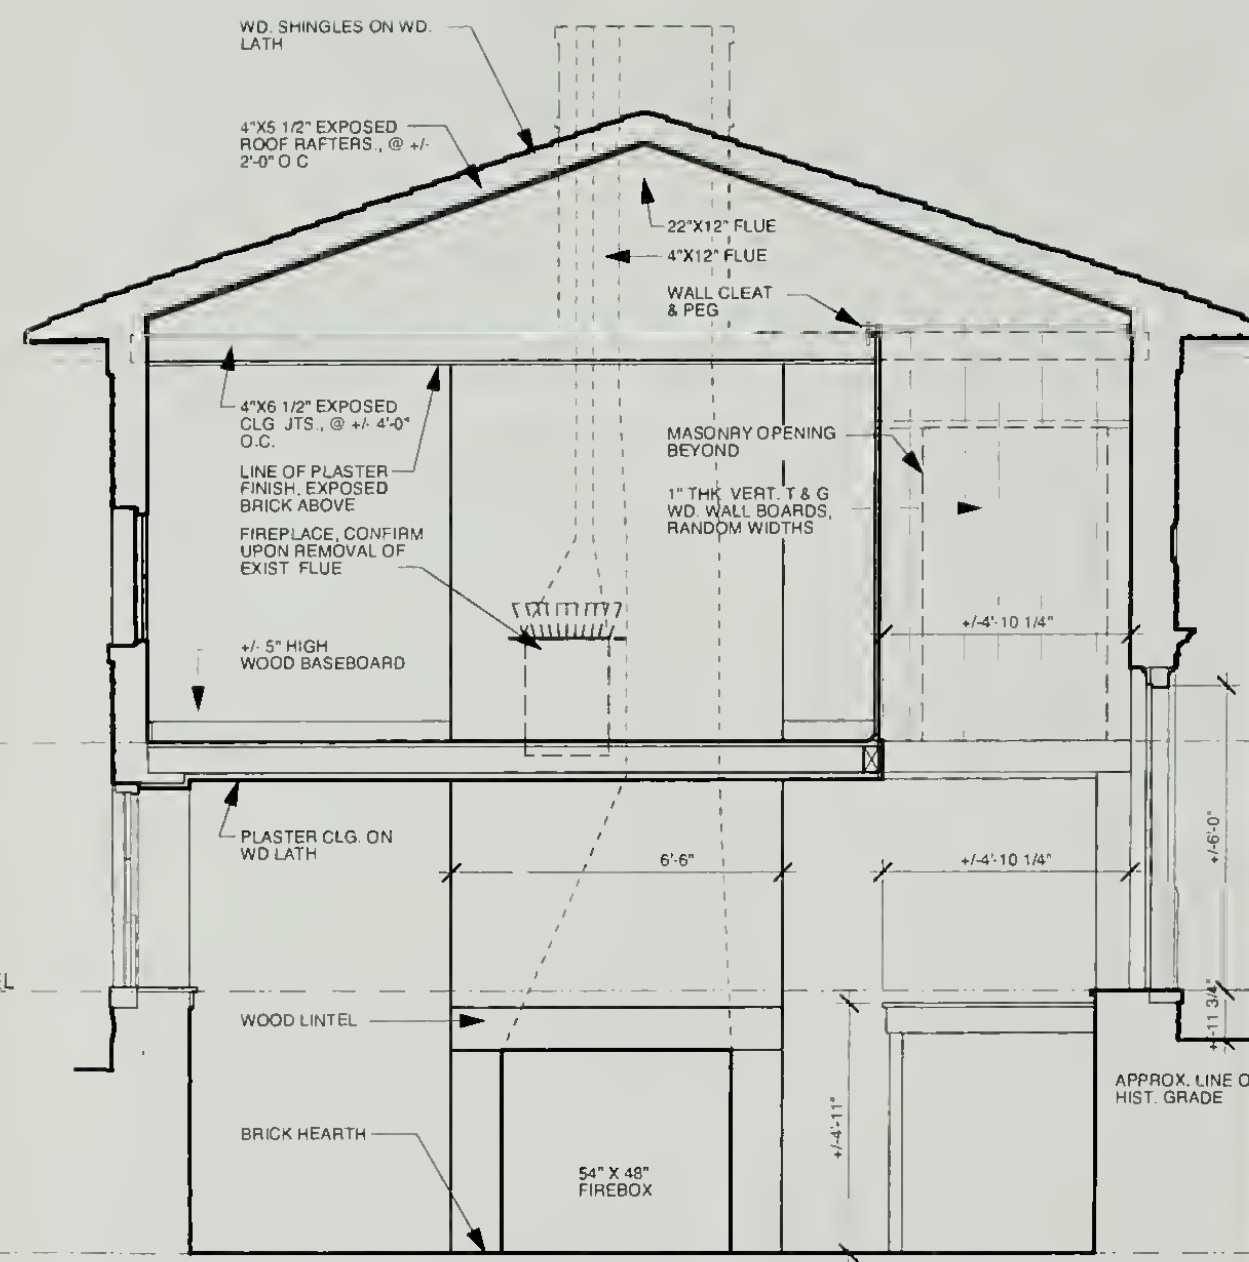 WD. SHINGLES ON WD.
LATH
4"X5 1/2" EXPOSED
ROOF RAFTERS., @ +/-
2'-0" O C
22"X12" FLUE
4"X12" FLUE
WALL CLEAT
& PEG
4"X6 1/2" EXPOSED
CLG JTS., @ +/- 4'-0"
O.C.
LINE OF PLASTER
FINISH, EXPOSED
BRICK ABOVE
FIREPLACE, CONFIRM
UPON REMOVAL OF
EXIST FLUE
MASONRY OPENING
BEYOND
1" THK VERT. T & G
WD. WALL BOARDS,
RANDOM WIDTHS
+/-4'-10 1/4"
+/- 5" HIGH
WOOD BASEBOARD
PLASTER CLG. ON
WD LATH
6'-6"
+/-4'-10 1/4"
+/-6'-0"
WOOD LINTEL
+/-11 3/4"
APPROX. LINE O
HIST. GRADE
+/-4'-11"
BRICK HEARTH
54" X 48"
FIREBOX